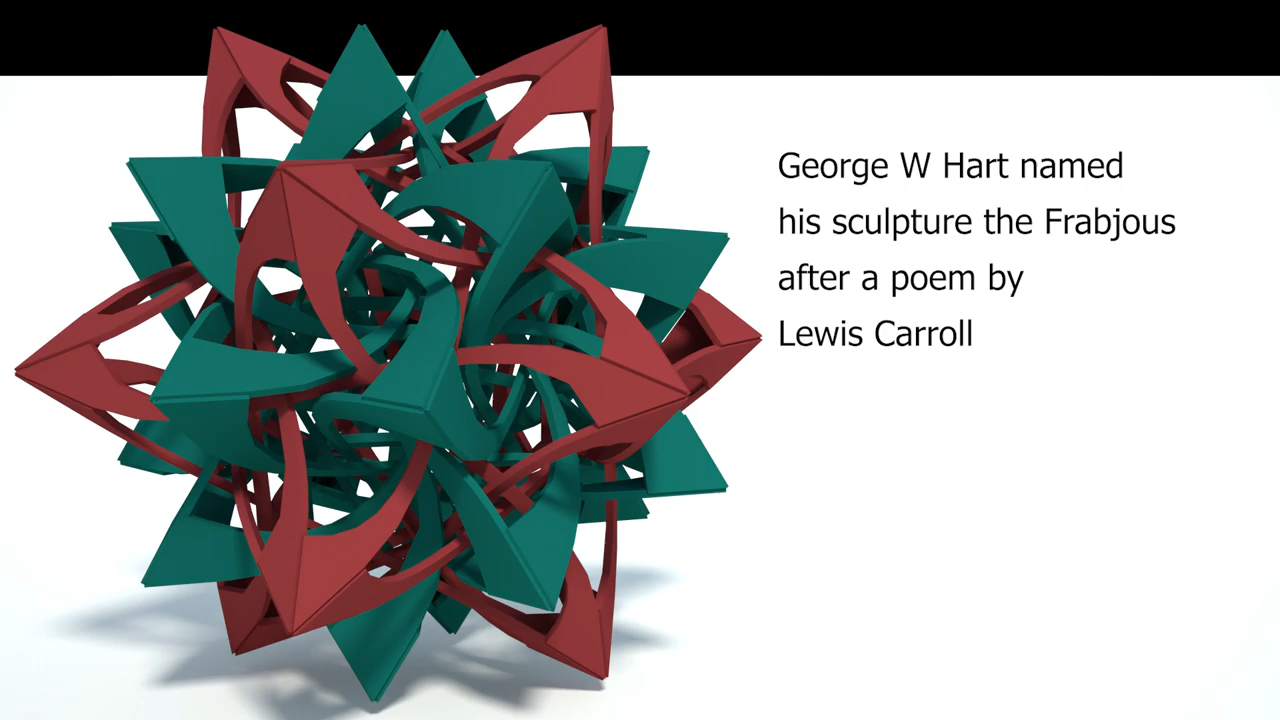 George W Hart named
his sculpture the Frabjous
after a poem by
Lewis Carroll